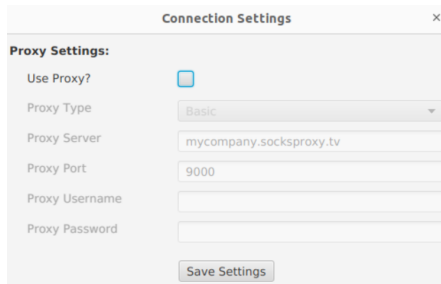 Connection Settings ×
Proxy Settings:
Use Proxy?
Proxy Type Basic
Proxy Server mycompany.socksproxy.tv
Proxy Port 9000
Proxy Username
Proxy Password
Save Settings